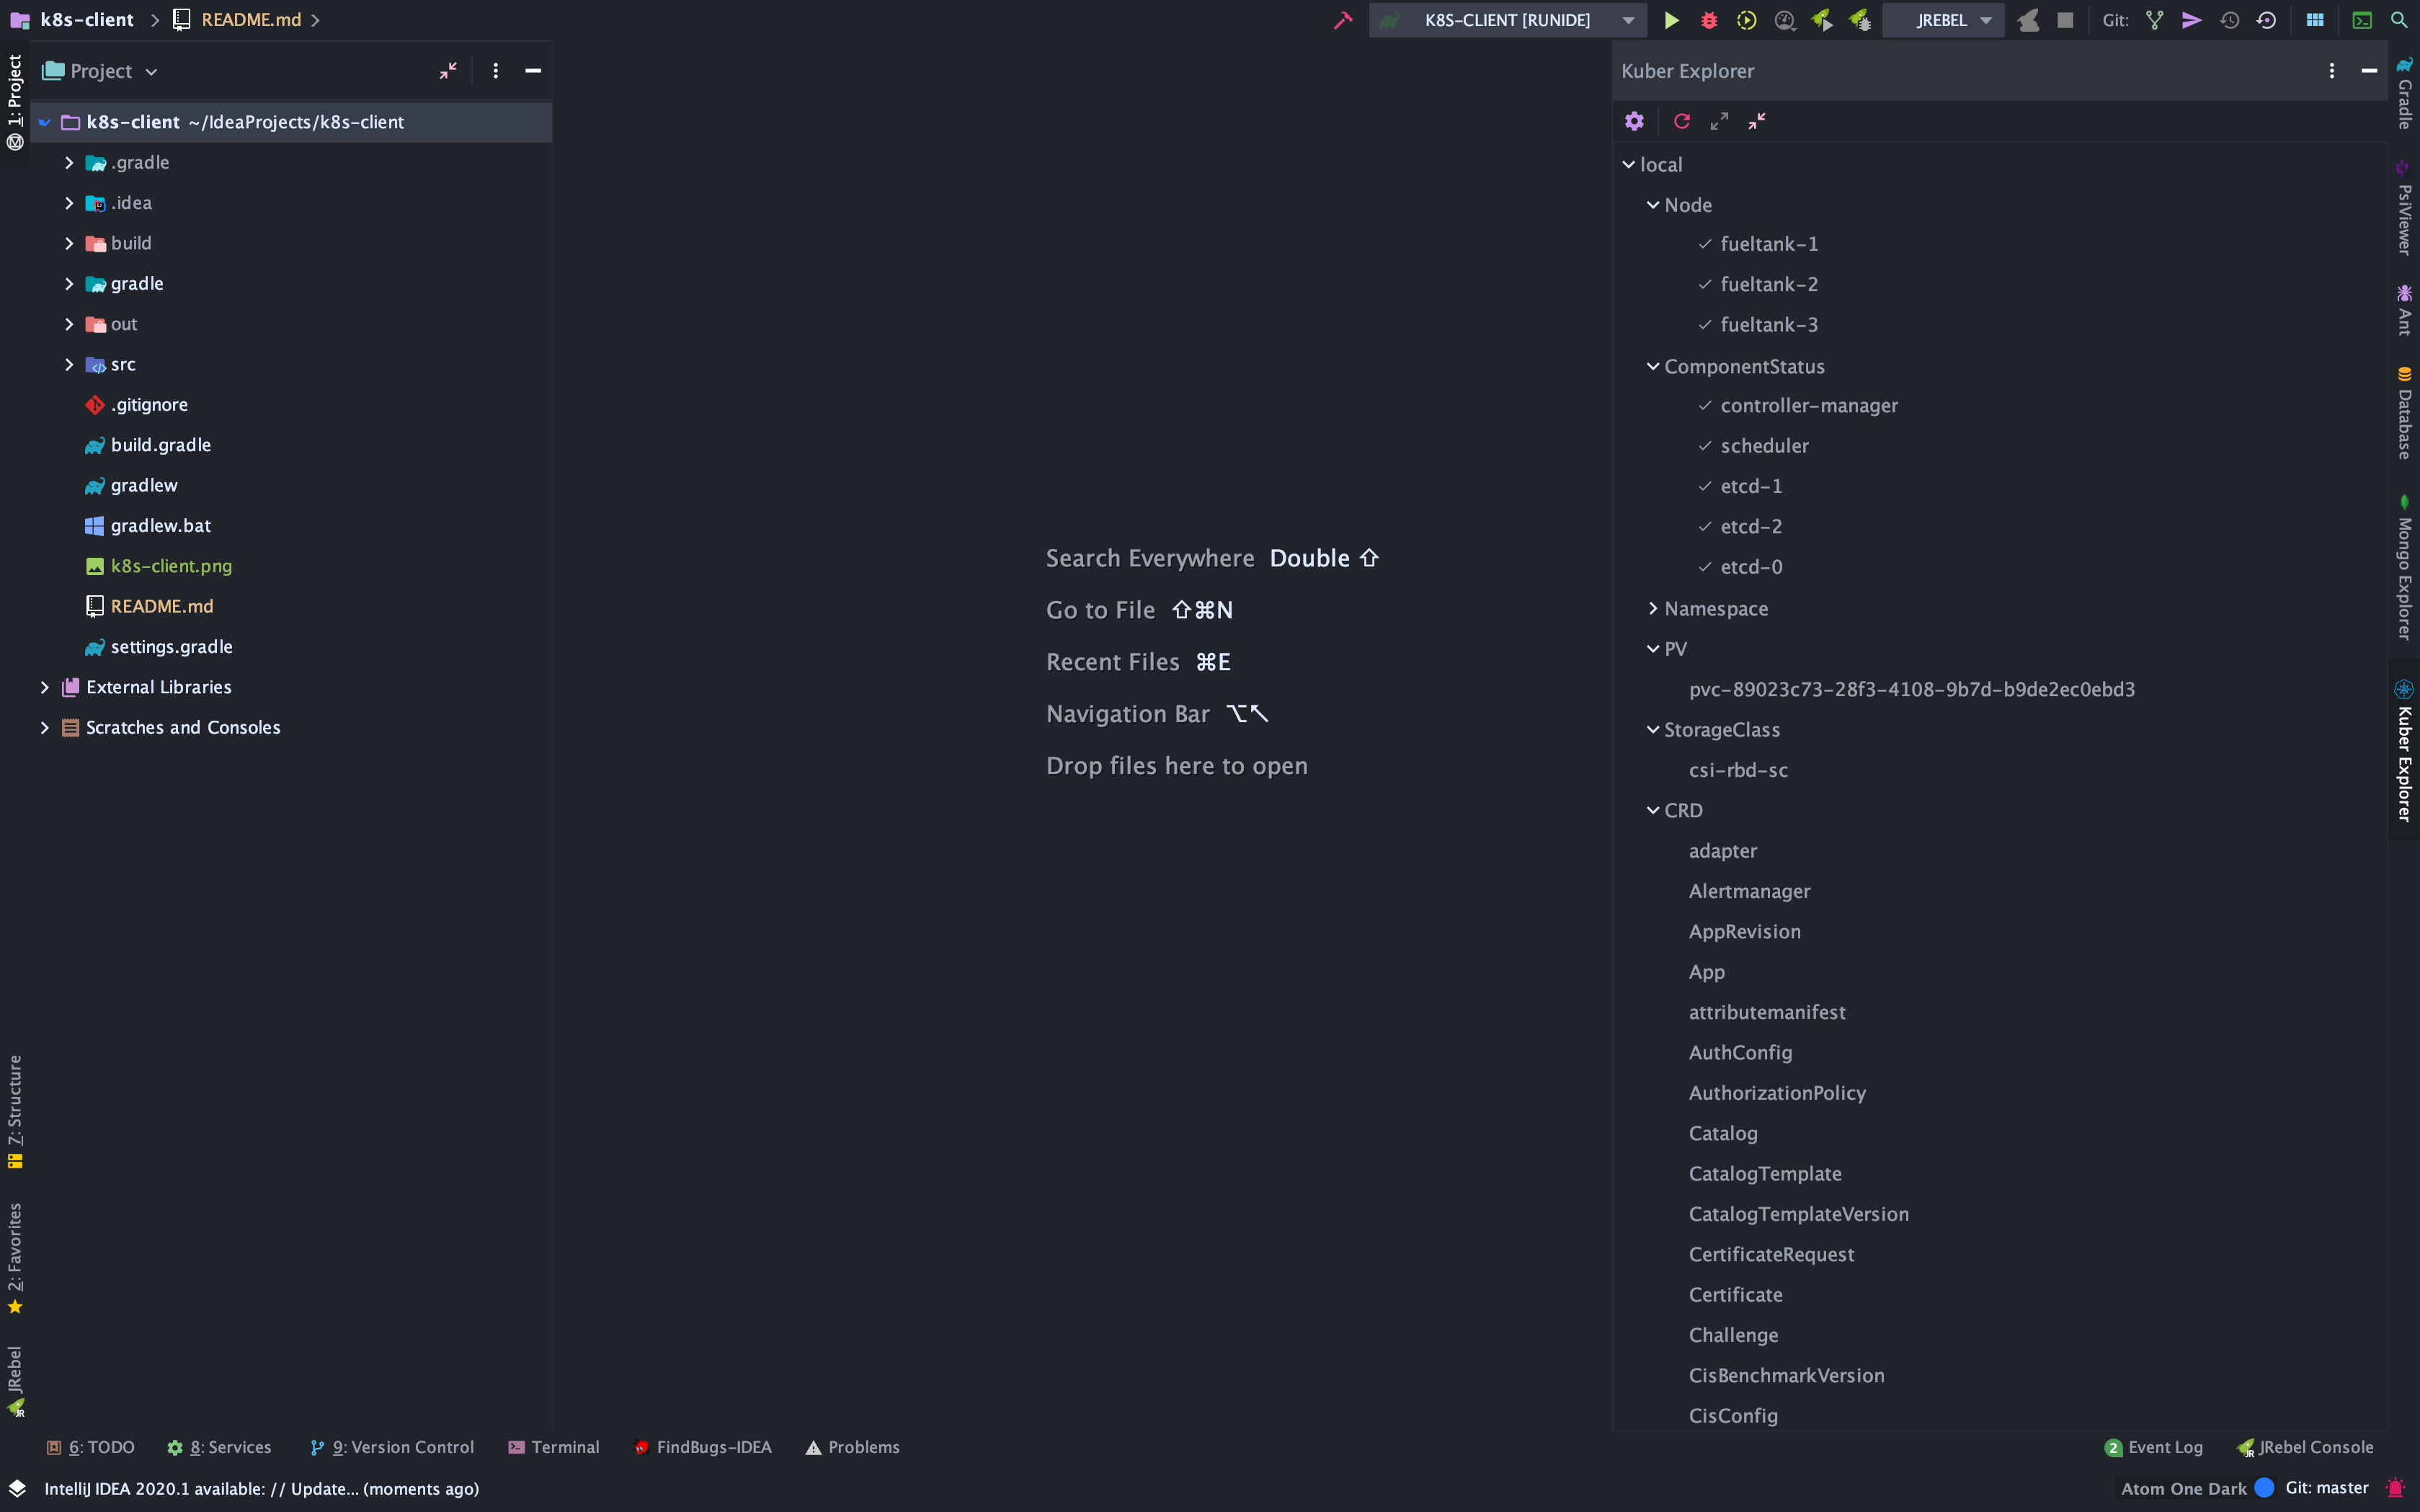 k8s-client
README.md
K8S-CLIENT [RUNIDE]
JREBEL
Git:
1: Project
Project
k8s-client ~/IdeaProjects/k8s-client
.gradle
.idea
build
gradle
out
src
.gitignore
build.gradle
gradlew
gradlew.bat
k8s-client.png
README.md
settings.gradle
External Libraries
Scratches and Consoles
7: Structure
2: Favorites
JRebel
Search Everywhere Double ⇧
Go to File ⇧⌘N
Recent Files ⌘E
Navigation Bar ⌥↖
Drop files here to open
Kuber Explorer
local
Node
fueltank-1
fueltank-2
fueltank-3
ComponentStatus
controller-manager
scheduler
etcd-1
etcd-2
etcd-0
Namespace
PV
pvc-89023c73-28f3-4108-9b7d-b9de2ec0ebd3
StorageClass
csi-rbd-sc
CRD
adapter
Alertmanager
AppRevision
App
attributemanifest
AuthConfig
AuthorizationPolicy
Catalog
CatalogTemplate
CatalogTemplateVersion
CertificateRequest
Certificate
Challenge
CisBenchmarkVersion
CisConfig
Gradle
PsiViewer
Ant
Database
Mongo Explorer
Kuber Explorer
6: TODO
8: Services
9: Version Control
Terminal
FindBugs-IDEA
Problems
2 Event Log
JR JRebel Console
IntelliJ IDEA 2020.1 available: // Update... (moments ago)
Atom One Dark
Git: master